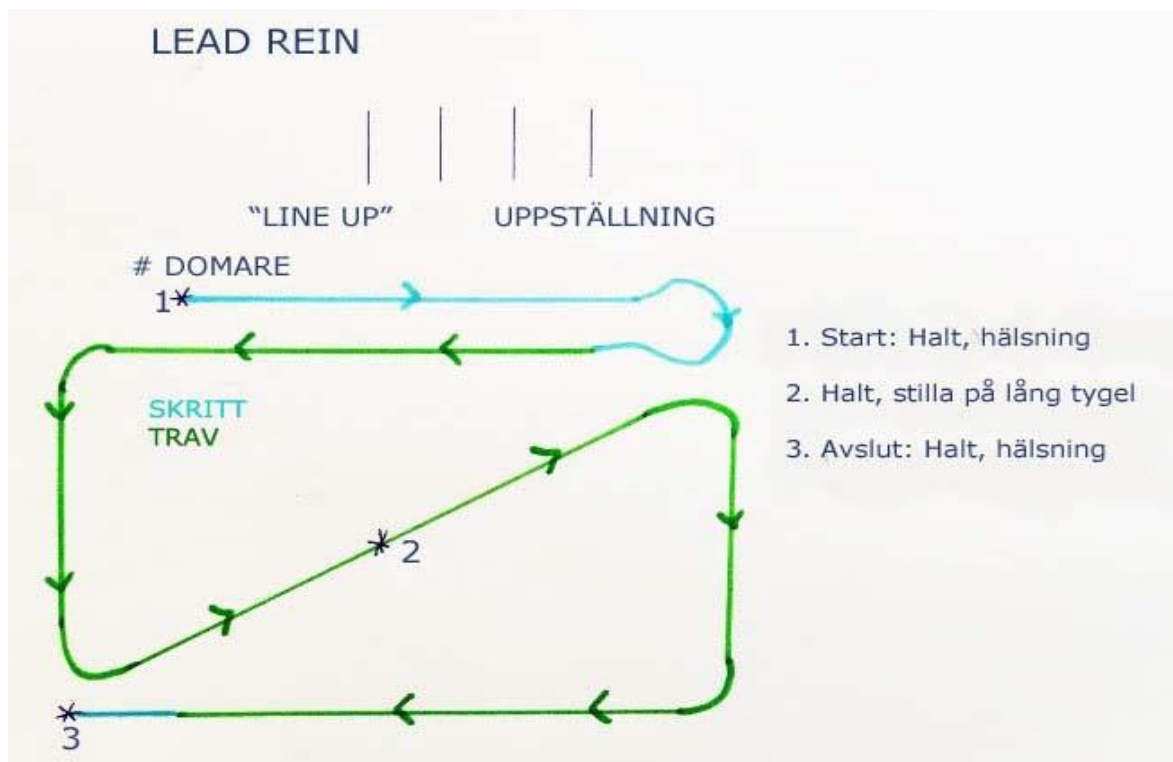 LEAD REIN
“LINE UP” UPPSTÄLLNING
# DOMARE
1
SKRITT
TRAV
2
3
1. Start: Halt, hälsning
2. Halt, stilla på lång tygel
3. Avslut: Halt, hälsning